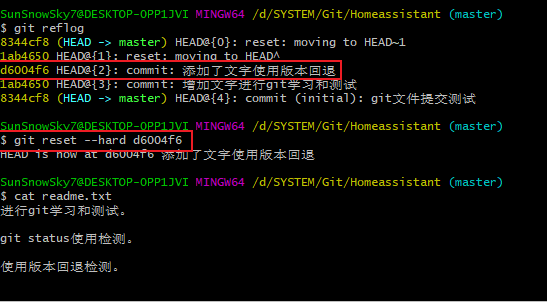 SunSnowSky7@DESKTOP-OPP1JVI MINGW64 /d/SYSTEM/Git/Homeassistant (master)
$ git reflog
8344cf8 (HEAD -> master) HEAD@{0}: reset: moving to HEAD~1
1ab4650 HEAD@{1}: reset: moving to HEAD^
d6004f6 HEAD@{2}: commit: 添加了文字使用版本回退
1ab4650 HEAD@{3}: commit: 增加文字进行git学习和测试
8344cf8 (HEAD -> master) HEAD@{4}: commit (initial): git文件提交测试
SunSnowSky7@DESKTOP-OPP1JVI MINGW64 /d/SYSTEM/Git/Homeassistant (master)
$ git reset --hard d6004f6
HEAD is now at d6004f6 添加了文字使用版本回退
SunSnowSky7@DESKTOP-OPP1JVI MINGW64 /d/SYSTEM/Git/Homeassistant (master)
$ cat readme.txt
进行git学习和测试。
git status使用检测。
使用版本回退检测。